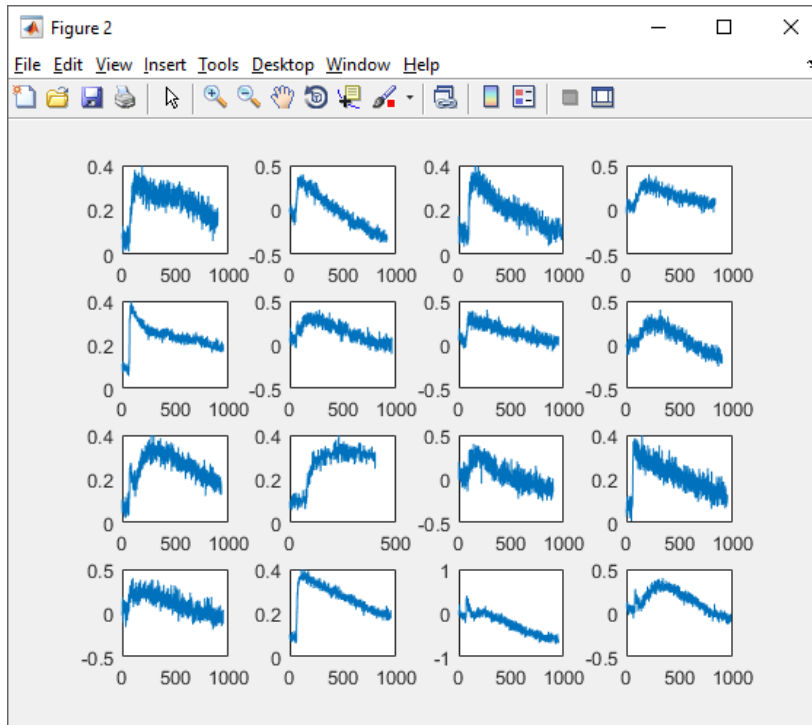 Figure 2
File Edit View Insert Tools Desktop Window Help
0.4 0.5 0.4 0.5
0.2 0 0.2 0
0 -0.5 0 -0.5
0 500 1000 0 500 1000 0 500 1000 0 500 1000
0.4 0.5 0.5 0.5
0.2 0 0 0
0 -0.5 -0.5 -0.5
0 500 1000 0 500 1000 0 500 1000 0 500 1000
0.4 0.4 0.5 0.4
0.2 0.2 0 0.2
0 0 -0.5 0
0 500 1000 0 500 0 500 1000 0 500 1000
0.5 0.4 1 0.5
0 0.2 0 0
-0.5 0 -1 -0.5
0 500 1000 0 500 1000 0 500 1000 0 500 1000